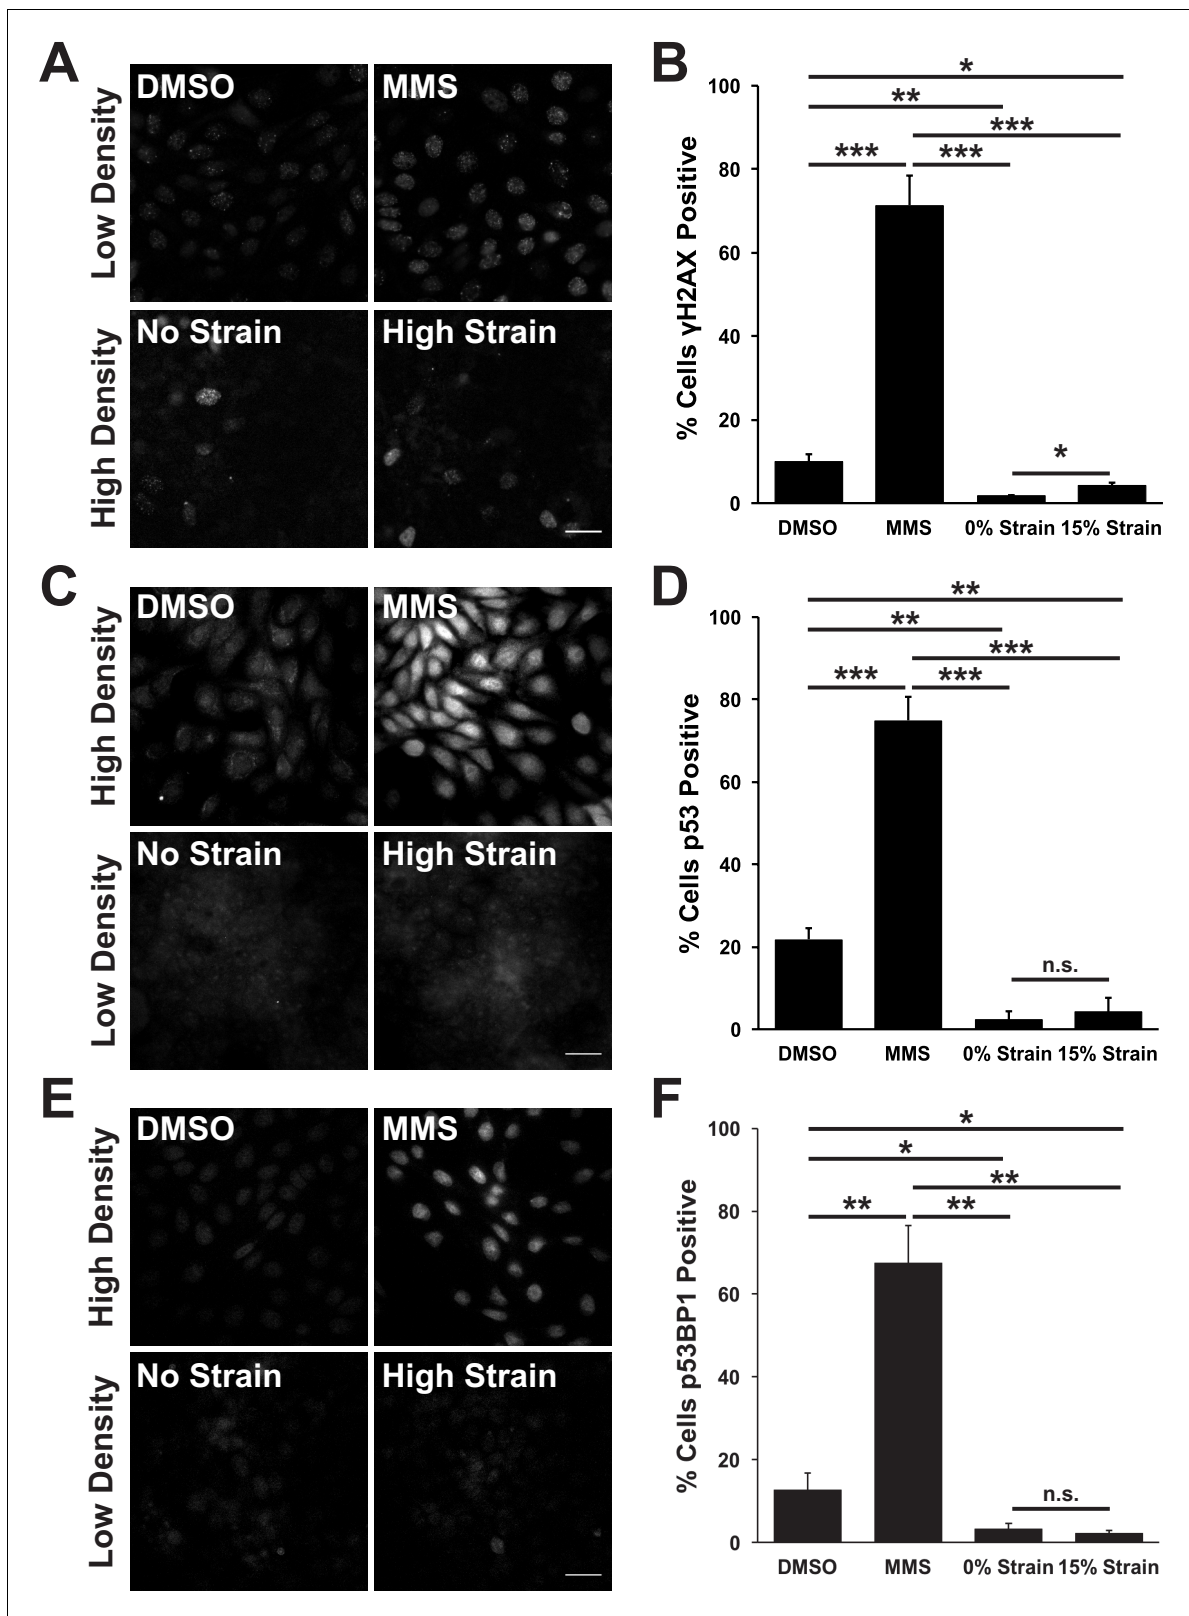 A
Low Density
DMSO
MMS
High Density
No Strain
High Strain
B
% Cells γH2AX Positive
100
80
60
40
20
0
*
**
***
***
***
*
DMSO
MMS
0% Strain
15% Strain
C
High Density
DMSO
MMS
Low Density
No Strain
High Strain
D
% Cells p53 Positive
100
80
60
40
20
0
**
**
***
***
***
n.s.
DMSO
MMS
0% Strain
15% Strain
E
High Density
DMSO
MMS
Low Density
No Strain
High Strain
F
% Cells p53BP1 Positive
100
80
60
40
20
0
*
*
**
**
**
n.s.
DMSO
MMS
0% Strain
15% Strain